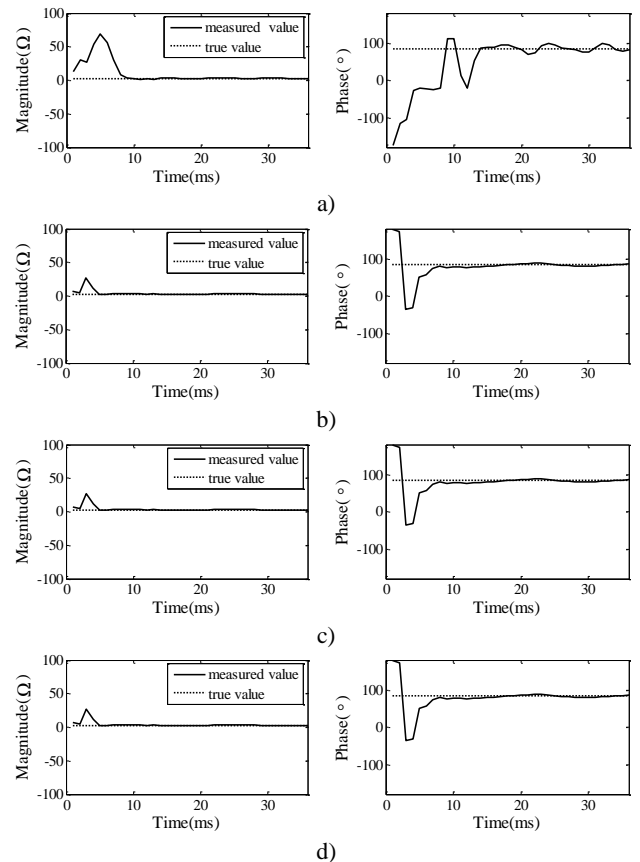 100
50
0
-50
-100
Magnitude(Ω)
measured value
true value
0 10 20 30
Time(ms)
100
0
-100
Phase(°)
0 10 20 30
Time(ms)
a)
100
50
0
-50
-100
Magnitude(Ω)
measured value
true value
0 10 20 30
Time(ms)
100
0
-100
Phase(°)
0 10 20 30
Time(ms)
b)
100
50
0
-50
-100
Magnitude(Ω)
measured value
true value
0 10 20 30
Time(ms)
100
0
-100
Phase(°)
0 10 20 30
Time(ms)
c)
100
50
0
-50
-100
Magnitude(Ω)
measured value
true value
0 10 20 30
Time(ms)
100
0
-100
Phase(°)
0 10 20 30
Time(ms)
d)